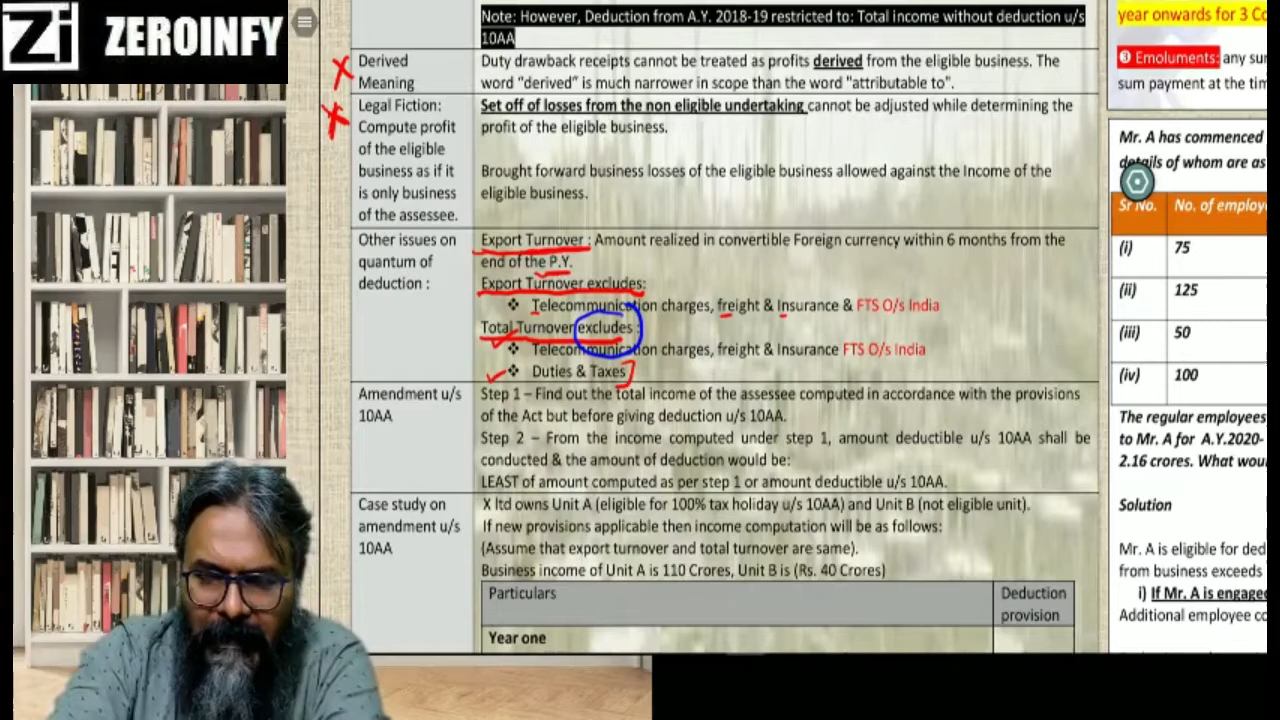 Zi ZEROINFY
Note: However, Deduction from A.Y. 2018-19 restricted to: Total income without deduction u/s
10AA
Derived
Meaning
Duty drawback receipts cannot be treated as profits derived from the eligible business. The
word "derived" is much narrower in scope than the word "attributable to".
Legal Fiction:
Compute profit
of the eligible
business as if it
is only business
of the assessee.
Set off of losses from the non eligible undertaking cannot be adjusted while determining the
profit of the eligible business.
Brought forward business losses of the eligible business allowed against the Income of the
eligible business.
Other issues on
quantum of
deduction :
Export Turnover : Amount realized in convertible Foreign currency within 6 months from the
end of the P.Y.
Export Turnover excludes:
❖ Telecommunication charges, freight & Insurance & FTS O/s India
Total Turnover excludes :
❖ Telecommunication charges, freight & Insurance FTS O/s India
❖ Duties & Taxes
Amendment u/s
10AA
Step 1 – Find out the total income of the assessee computed in accordance with the provisions
of the Act but before giving deduction u/s 10AA.
Step 2 – From the income computed under step 1, amount deductible u/s 10AA shall be
conducted & the amount of deduction would be:
LEAST of amount computed as per step 1 or amount deductible u/s 10AA.
Case study on
amendment u/s
10AA
X ltd owns Unit A (eligible for 100% tax holiday u/s 10AA) and Unit B (not eligible unit).
If new provisions applicable then income computation will be as follows:
(Assume that export turnover and total turnover are same).
Business income of Unit A is 110 Crores, Unit B is (Rs. 40 Crores)
Particulars
Deduction
provision
Year one
year onwards for 3
❸ Emoluments: any
sum payment at the
Mr. A has commenced
details of whom are as
Sr No. No. of
(i) 75
(ii) 125
(iii) 50
(iv) 100
The regular employees
to Mr. A for A.Y.2020-
2.16 crores. What
Solution
Mr. A is eligible for
from business exceeds
i) If Mr. A is
Additional employee